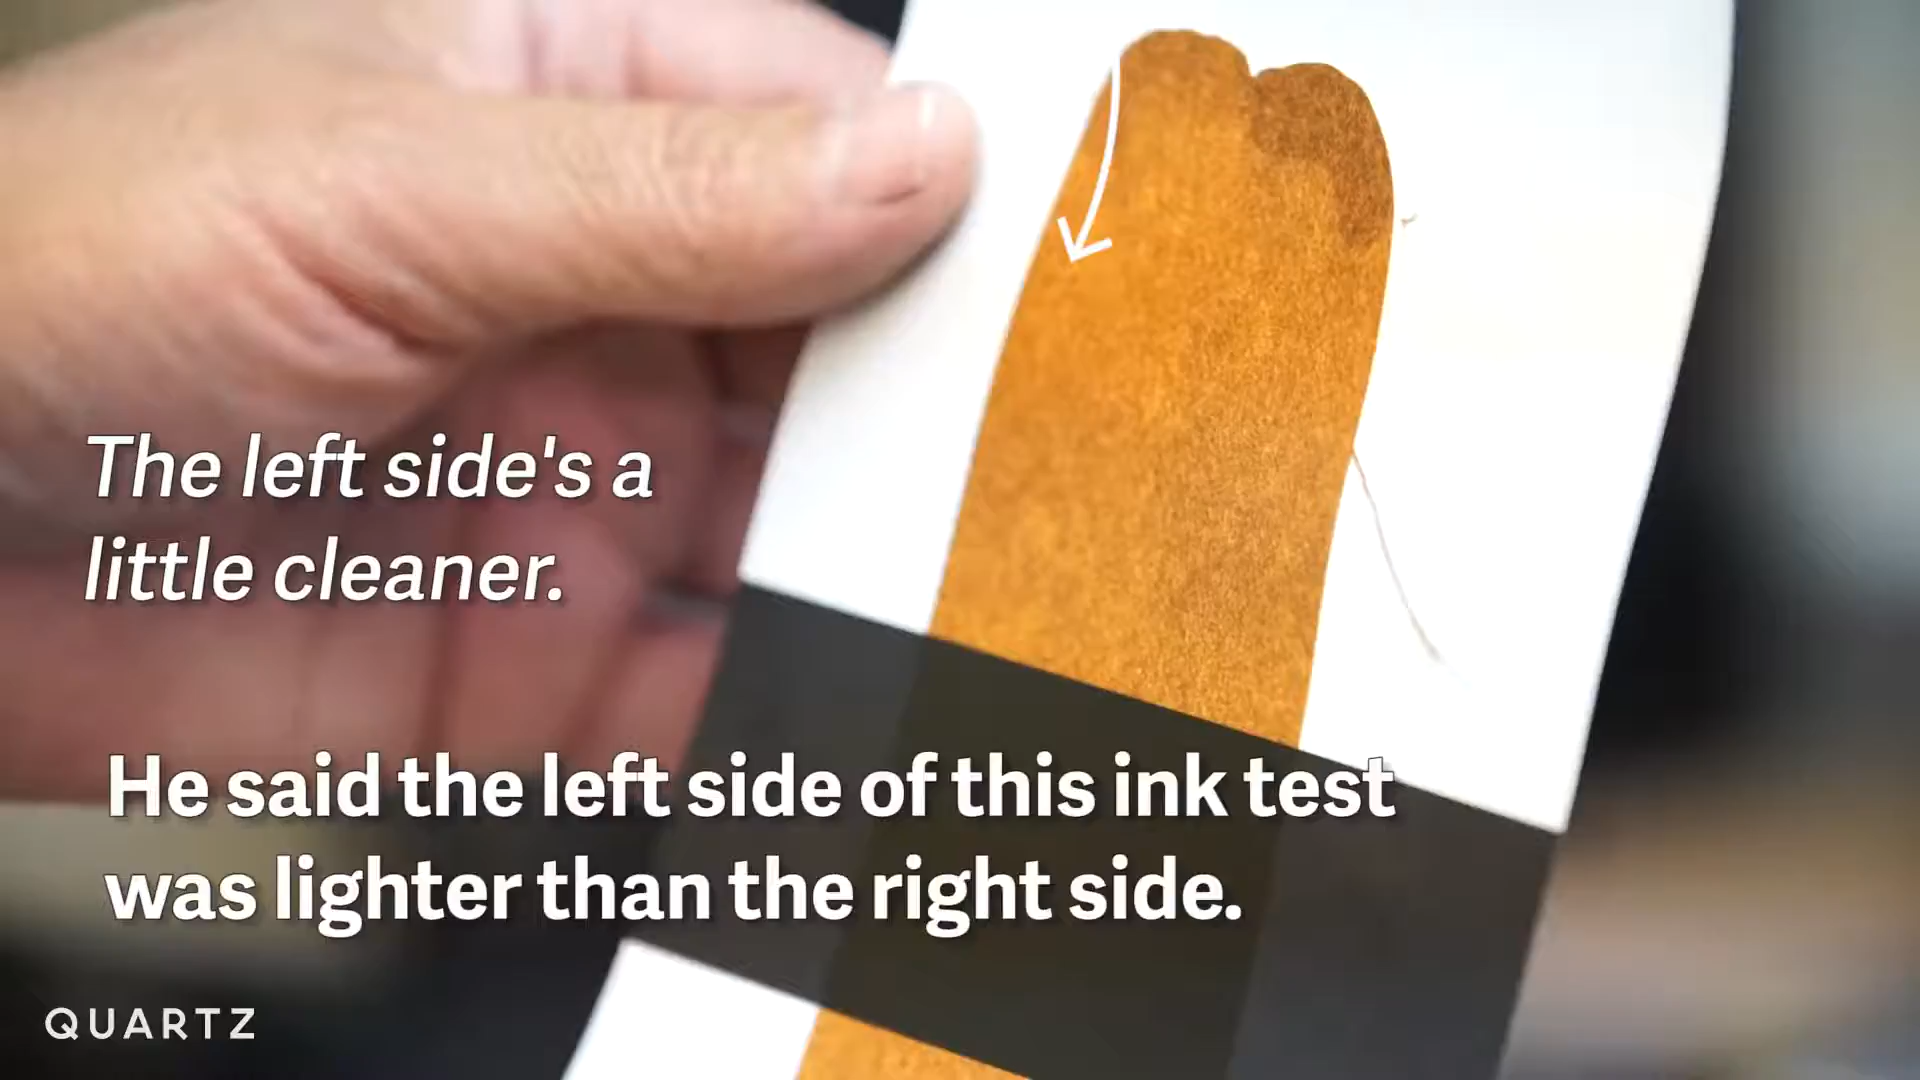 The left side's a
little cleaner.
He said the left side of this ink test
was lighter than the right side.
QUARTZ